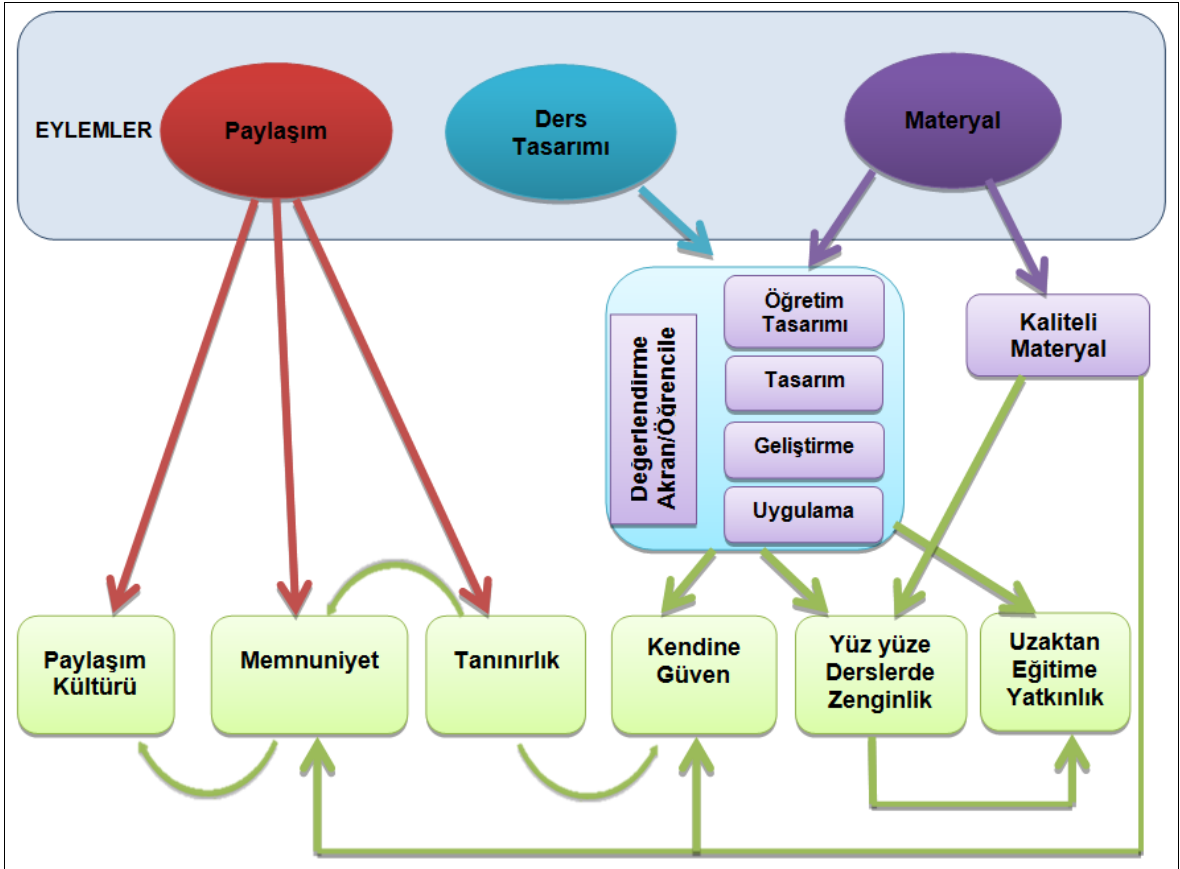 EYLEMLER
Paylaşım
Ders
Tasarımı
Materyal
Değerlendirme
Akran/Öğrencile
Öğretim
Tasarımı
Tasarım
Geliştirme
Uygulama
Kaliteli
Materyal
Paylaşım
Kültürü
Memnuniyet
Tanınırlık
Kendine
Güven
Yüz yüze
Derslerde
Zenginlik
Uzaktan
Eğitime
Yatkınlık